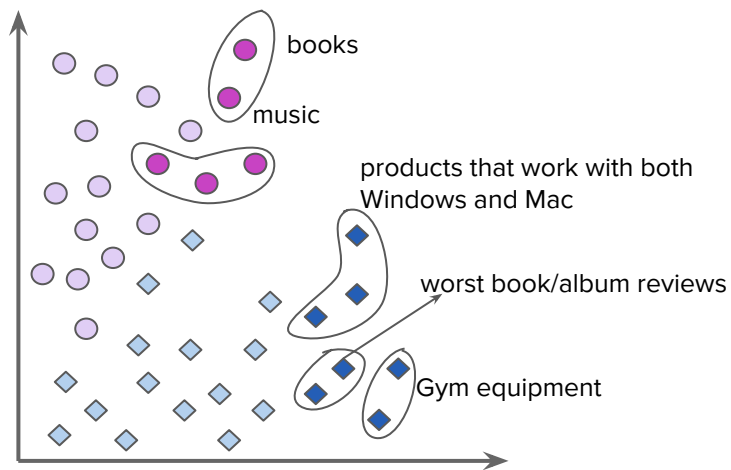 books
music
products that work with both
Windows and Mac
worst book/album reviews
Gym equipment